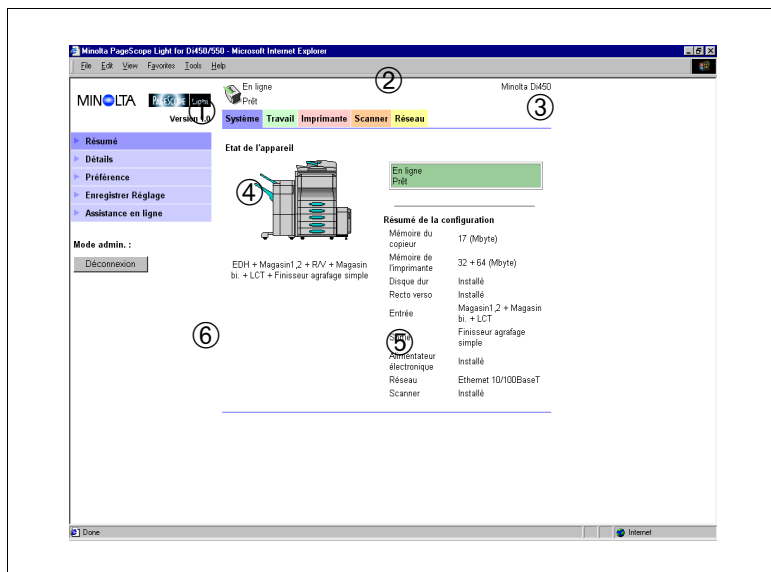 Minolta PageScope Light for Di450/550 - Microsoft Internet Explorer
File Edit View Favorites Tools Help
MINOLTA PAGESCOPE Light
①
Version
.0
En ligne
Prêt
②
Minolta Di450
③
Système Travail Imprimante Scanner Réseau
Résumé
Détails
Préférence
Enregistrer Réglage
Assistance en ligne
Mode admin. :
Déconnexion
⑥
Etat de l'appareil
④
EDH + Magasin1,2 + R/V + Magasin
bi. + LCT + Finisseur agrafage simple
En ligne
Prêt
Résumé de la configuration
Mémoire du
copieur
17 (Mbyte)
Mémoire de
l'imprimante
32 + 64 (Mbyte)
Disque dur Installé
Recto verso Installé
Entrée
Magasin1,2 + Magasin
bi. + LCT
⑤
Finisseur agrafage
simple
Alimentateur
électronique
Installé
Réseau Ethernet 10/100BaseT
Scanner Installé
Done
Internet